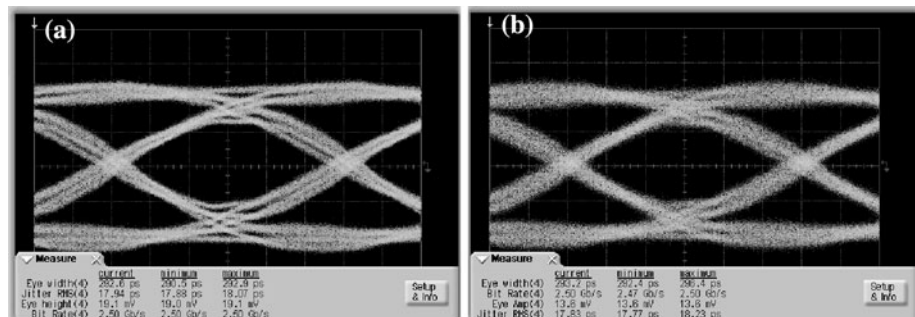 (a)
Measure
current minimum maximum
Eye width(4) 292.6 ps 290.5 ps 292.9 ps
Jitter RMS(4) 17.94 ps 17.88 ps 18.07 ps
Eye height(4) 19.1 mV 19.0 mV 19.1 mV
Bit Rate(4) 2.50 Gb/s 2.50 Gb/s 2.50 Gb/s
Setup
& Info
(b)
Measure
current minimum maximum
Eye width(4) 293.2 ps 292.4 ps 296.4 ps
Bit Rate(4) 2.50 Gb/s 2.47 Gb/s 2.50 Gb/s
Eye Amp(4) 13.6 mV 13.6 mV 13.6 mV
Jitter RMS(4) 17.83 ps 17.77 ps 18.23 ps
Setup
& Info